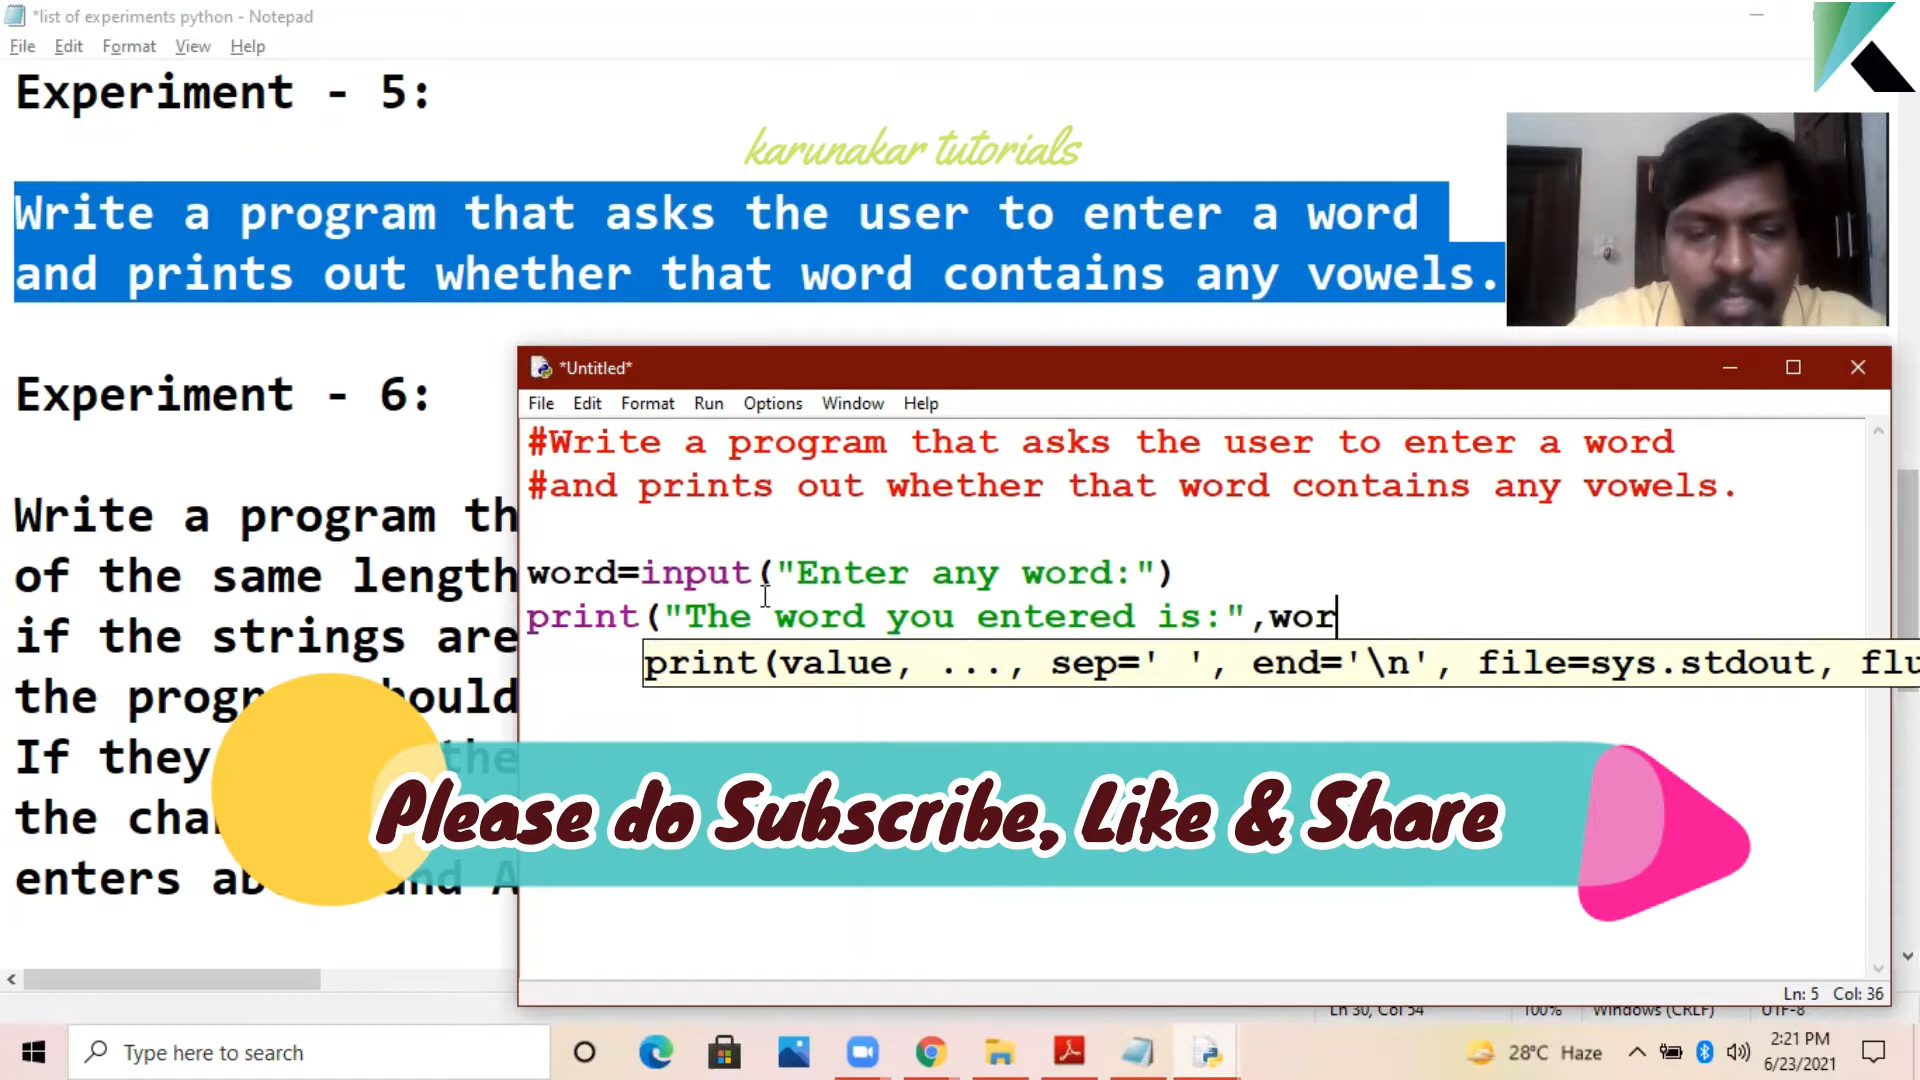 *list of experiments python - Notepad
File Edit Format View Help
Experiment - 5:
karunakar tutorials
Write a program that asks the user to enter a word
and prints out whether that word contains any vowels.
Experiment - 6:
Write a program th
of the same length
if the strings are
the ould
If they the
the cha
enters and A
*Untitled*
File Edit Format Run Options Window Help
#Write a program that asks the user to enter a word
#and prints out whether that word contains any vowels.
word=input("Enter any word:")
print("The word you entered is:",wor
print(value, ..., sep=' ', end='\n', file=sys.stdout, flu
Please do Subscribe, Like & Share
Ln: 5 Col: 36
Ln 30, Col 54 100% Windows (CRLF) UTF-8
Type here to search
28°C Haze
2:21 PM
6/23/2021